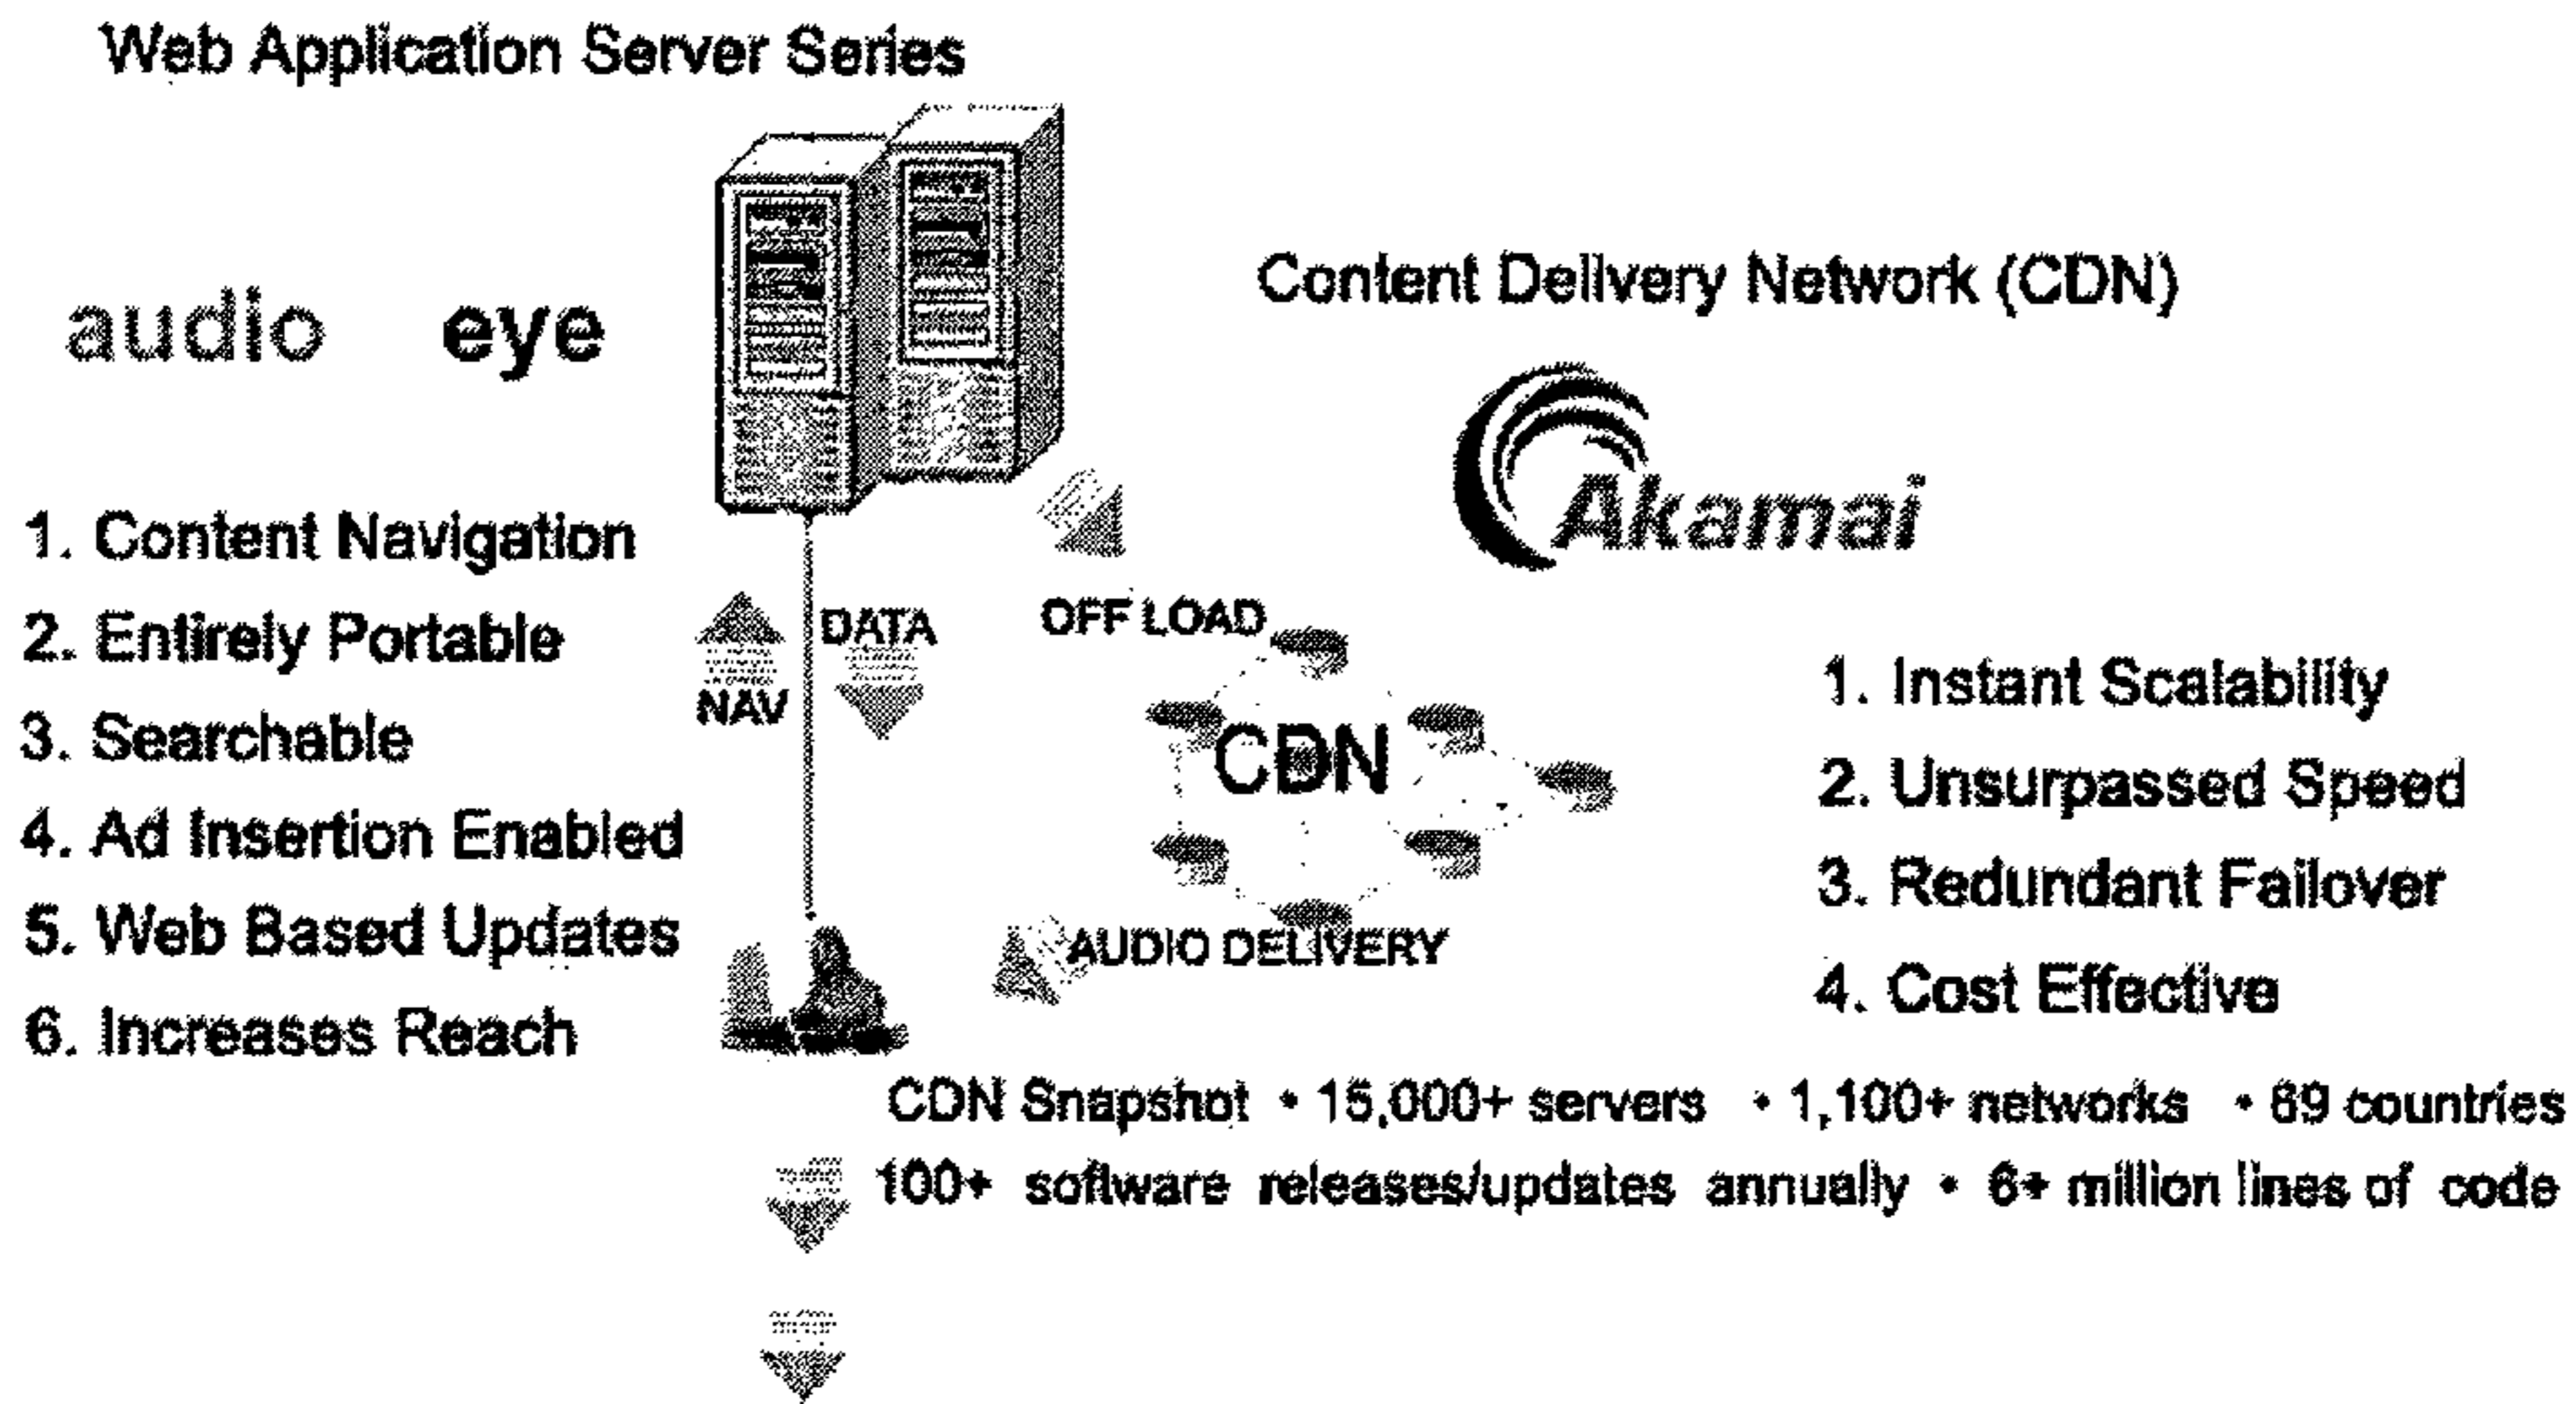 Web Application Server Series
audio eye
1. Content Navigation
2. Entirely Portable
3. Searchable
4. Ad Insertion Enabled
5. Web Based Updates
6. Increases Reach
DATA
NAV
OFF LOAD
CDN
AUDIO DELIVERY
Content Delivery Network (CDN)
Akamai
1. Instant Scalability
2. Unsurpassed Speed
3. Redundant Failover
4. Cost Effective
CDN Snapshot • 15,000+ servers • 1,100+ networks • 69 countries
100+ software releases/updates annually • 6+ million lines of code